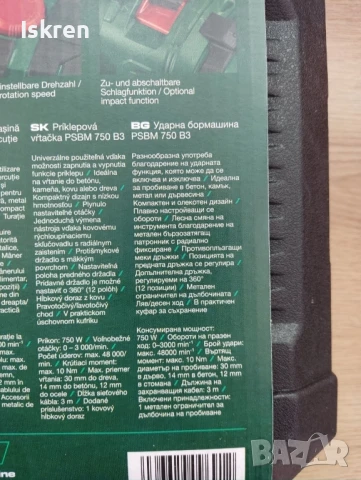 Iskren
instellbare Drehzahl /
rotation speed
Zu- und abschaltbare
Schlagfunktion / Optional
impact function
SK Príklepová
vŕtačka PSBM 750 B3
BG Ударна бормашина
PSBM 750 B3
Univerzálne použiteľná vďaka
možnosti zapnutia a vypnutia
funkcie príklepu / Ideálna
na vŕtanie do betónu,
kameňa, kovu alebo dreva /
Kompaktný dizajn s nízkou
hmotnosťou / Plynulo
nastaviteľné otáčky /
Jednoduchá výmena
nástroja vďaka kovovému
rýchloupínaciemu
skľučovadlu s radiálnym
zaistením / Protišmykové
držadlo s mäkkým
povrchom / Nastaviteľná
poloha predného držadla /
Prídavné držadlo je možné
nastaviť o 360° (12 polôh) /
Hĺbkový doraz z kovu /
Pravotočivý/ľavotočivý
chod / V praktickom
úschovnom kufríku
Príkon: 750 W / Voľnobežné
otáčky: 0 – 3 000/min. /
Počet úderov: max. 48 000/
min. / Krútiaci moment:
max. 10 Nm / Max. priemer
vŕtania: 30 mm do dreva,
14 mm do betónu, 12 mm
do ocele / Dĺžka sieťového
kábla: 3 m / Dodané
príslušenstvo: 1 kovový
hĺbkový doraz
Разнообразна употреба
благодарение на ударната
функция, която може да се
включва и изключва / Идеална
за пробиване в бетон, камък,
метал или дървесина /
Компактен и олекотен дизайн /
Плавно настройващи се
обороти / Лесна смяна на
инструмента благодарение на
метален бързозатягащ
патронник с радиално
фиксиране / Противоплъзгащи
меки дръжки / Позицията на
предната дръжка се регулира /
Допълнителна дръжка,
регулируема на 360°
(12 позиции) / Метален
ограничител на дълбочината /
Ляв/десен ход / В практичен
куфар за съхранение
Консумирана мощност:
750 W / Обороти на празен
ход: 0–3000 min⁻¹ / Брой удари:
макс. 48000 min⁻¹ / Въртящ
момент: макс. 10 Nm / Макс.
диаметър на пробиване: 30 mm
в дърво, 14 mm в бетон, 12 mm
в стомана / Дължина на
захранващия кабел: 3 m /
Включени принадлежности:
1 метален ограничител за
дълбочина на пробиване
bazar.bg